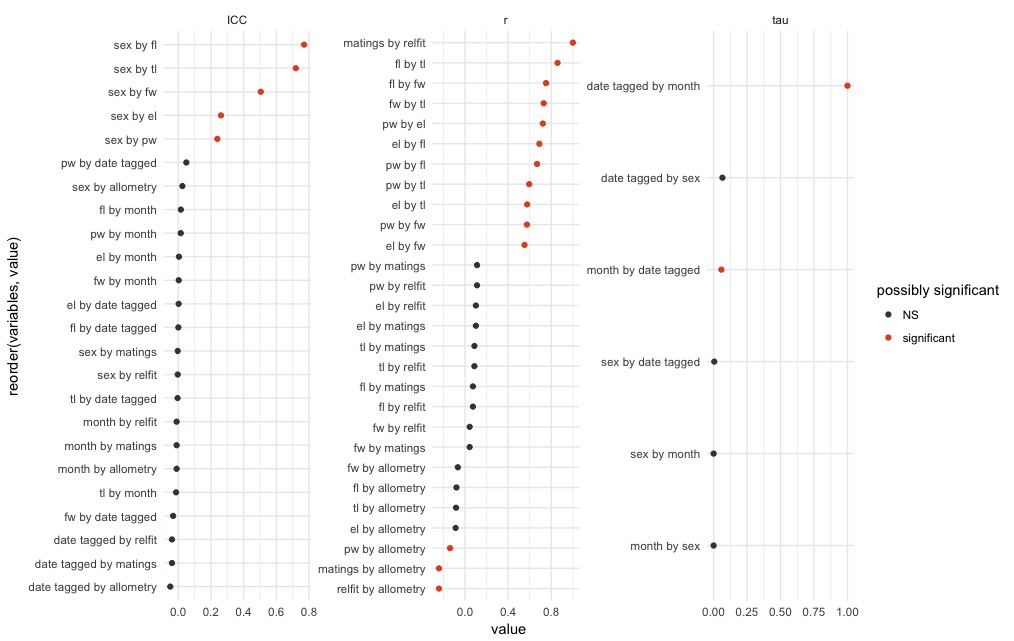 ICC
r
tau
reorder(variables, value)
sex by fl
sex by tl
sex by fw
sex by el
sex by pw
pw by date tagged
sex by allometry
fl by month
pw by month
el by month
fw by month
el by date tagged
fl by date tagged
sex by matings
sex by relfit
tl by date tagged
month by relfit
month by matings
month by allometry
tl by month
fw by date tagged
date tagged by relfit
date tagged by matings
date tagged by allometry
0.0 0.2 0.4 0.6 0.8
matings by relfit
fl by tl
fl by fw
fw by tl
pw by el
el by fl
pw by fl
pw by tl
el by tl
pw by fw
el by fw
pw by matings
pw by relfit
el by relfit
el by matings
tl by matings
tl by relfit
fl by matings
fl by relfit
fw by relfit
fw by matings
fw by allometry
fl by allometry
tl by allometry
el by allometry
pw by allometry
matings by allometry
relfit by allometry
0.0 0.4 0.8
date tagged by month
date tagged by sex
month by date tagged
sex by date tagged
sex by month
month by sex
0.00 0.25 0.50 0.75 1.00
value
possibly significant
NS
significant